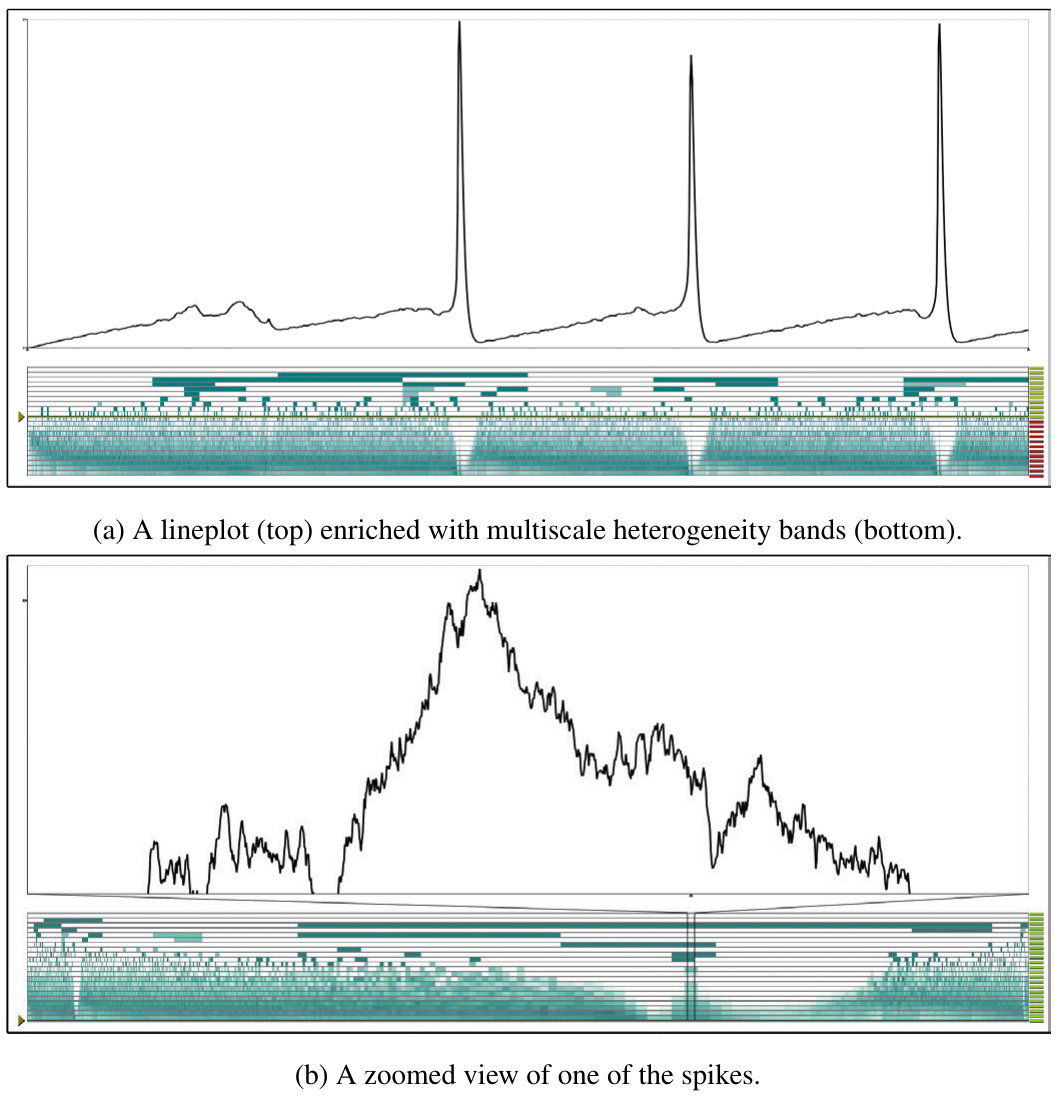 (a) A lineplot (top) enriched with multiscale heterogeneity bands (bottom).
(b) A zoomed view of one of the spikes.